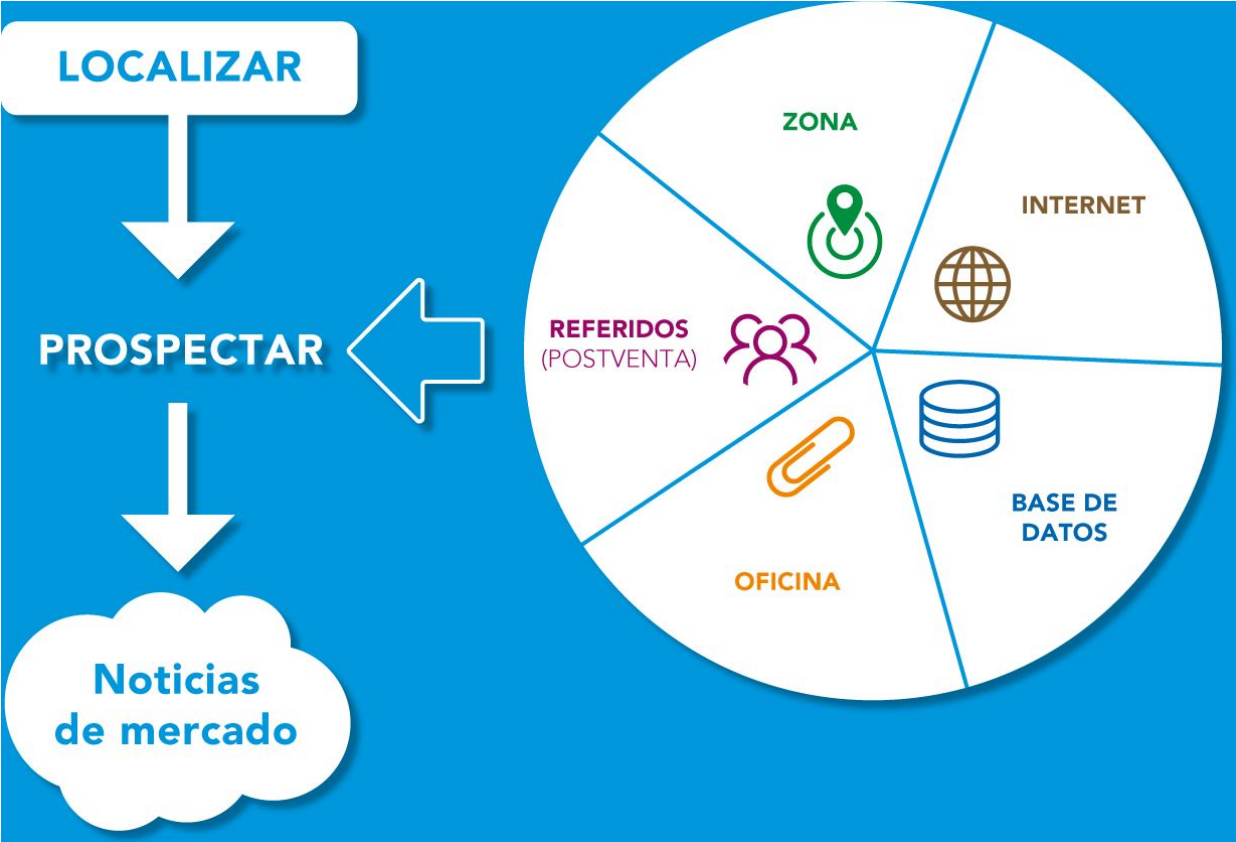 LOCALIZAR
PROSPECTAR
Noticias
de mercado
ZONA
INTERNET
REFERIDOS
(POSTVENTA)
BASE DE
DATOS
OFICINA